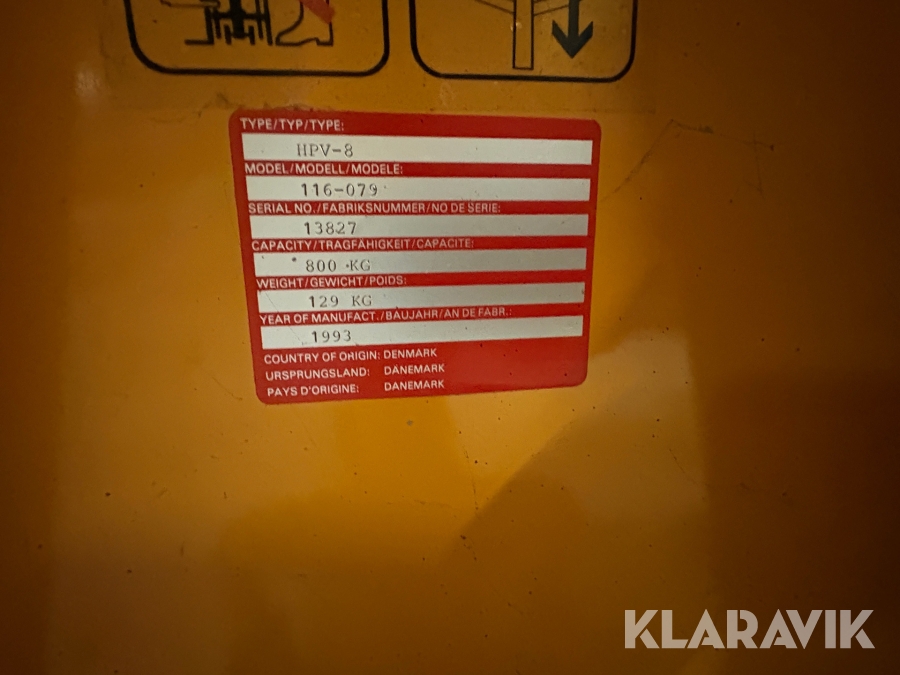 TYPE/TYP/TYPE:
HPV-8
MODEL/MODELL/MODELE:
116-079
SERIAL NO./FABRIKSNUMMER/NO DE SERIE:
13827
CAPACITY/TRAGFÄHIGKEIT/CAPACITE:
800 KG
WEIGHT/GEWICHT/POIDS:
129 KG
YEAR OF MANUFACT./BAUJAHR/AN DE FABR.:
1993
COUNTRY OF ORIGIN: DENMARK
URSPRUNGSLAND: DÄNEMARK
PAYS D'ORIGINE: DANEMARK
KLARAVIK